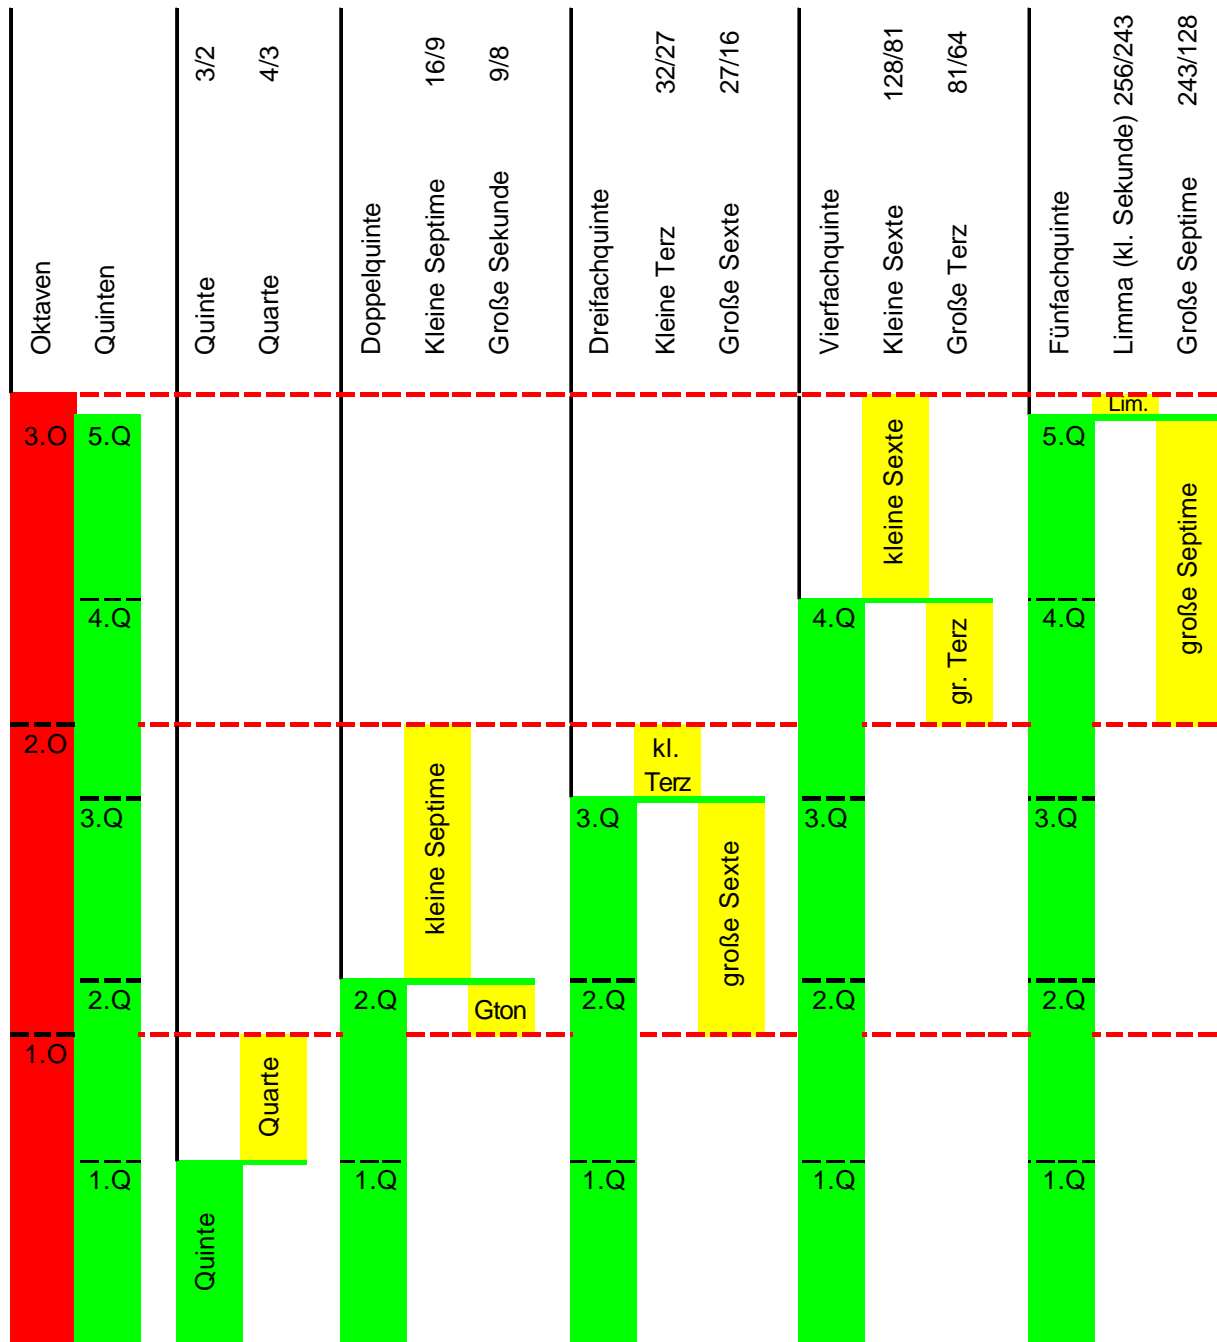 Oktaven
Quinten
Quinte 3/2
Quarte 4/3
Doppelquinte
Kleine Septime 16/9
Große Sekunde 9/8
Dreifachquinte
Kleine Terz 32/27
Große Sexte 27/16
Vierfachquinte
Kleine Sexte 128/81
Große Terz 81/64
Fünfachquinte
Limma (kl. Sekunde) 256/243
Große Septime 243/128
3.O
2.O
1.O
5.Q
4.Q
3.Q
2.Q
1.Q
Quinte
Quarte
2.Q
1.Q
kleine Septime
Gton
3.Q
2.Q
1.Q
kl.
Terz
große Sexte
4.Q
3.Q
2.Q
1.Q
kleine Sexte
gr. Terz
5.Q
4.Q
3.Q
2.Q
1.Q
Lim.
große Septime